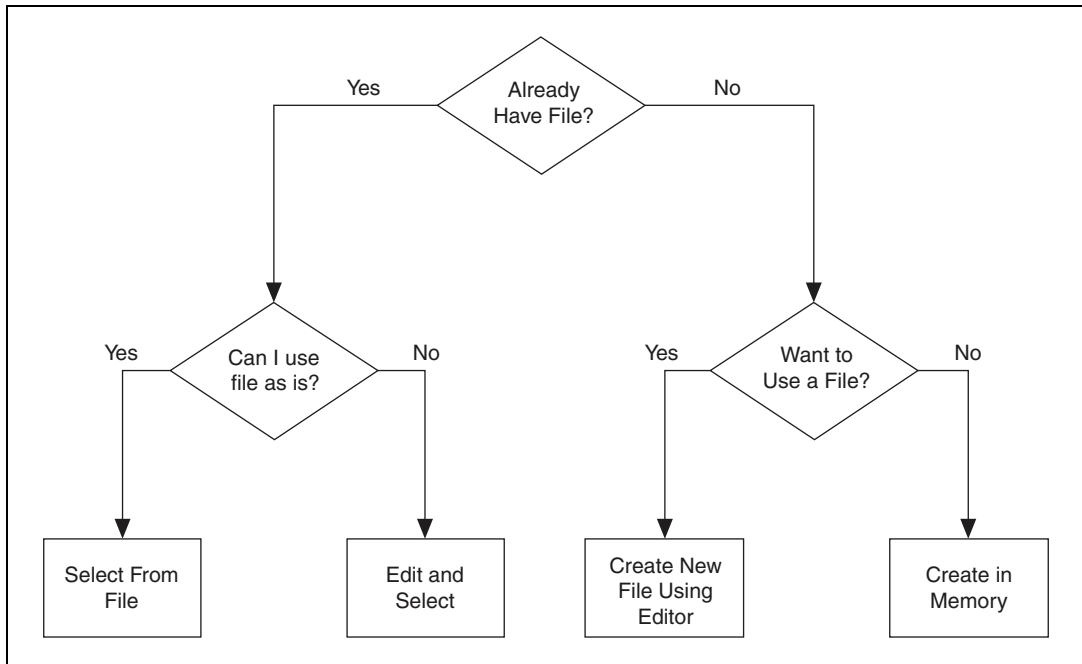 Already
Have File?
Yes
No
Can I use
file as is?
Yes
No
Want to
Use a File?
Yes
No
Select From
File
Edit and
Select
Create New
File Using
Editor
Create in
Memory